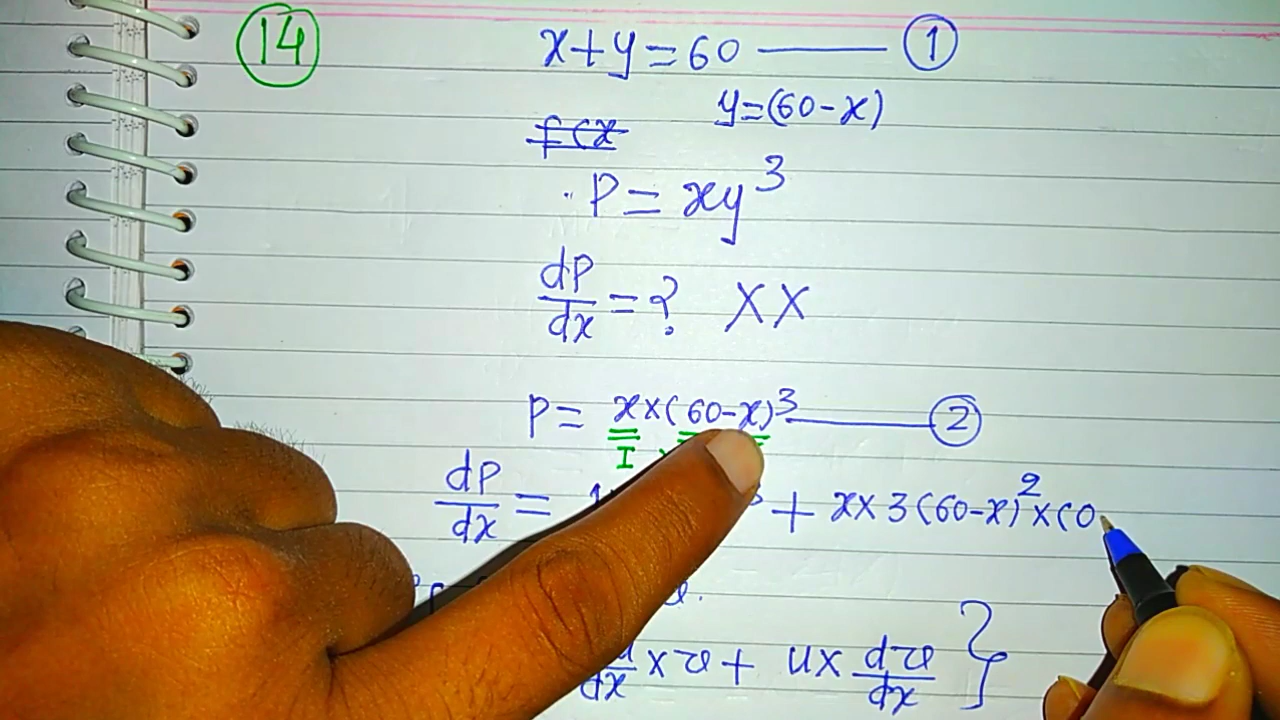 14
x+y=60 — 1
y=(60-x)
f(x
P=xy³
dP/dx=? XX
P= x×(60-x)³ — 2
I
dP/dx = + x×3(60-x)²×(0
×v+ u× dv/dx }